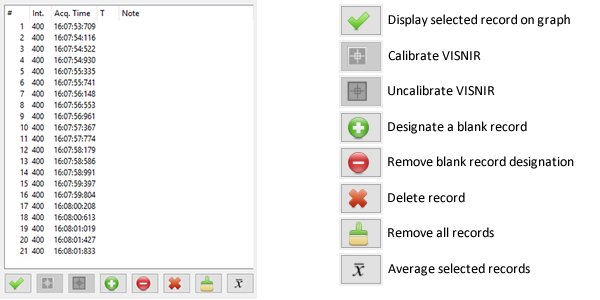 # Int. Acq. Time T Note
1 400 16:07:53:709
2 400 16:07:54:116
3 400 16:07:54:522
4 400 16:07:54:930
5 400 16:07:55:335
6 400 16:07:55:741
7 400 16:07:56:148
8 400 16:07:56:553
9 400 16:07:56:961
10 400 16:07:57:367
11 400 16:07:57:774
12 400 16:07:58:179
13 400 16:07:58:586
14 400 16:07:58:991
15 400 16:07:59:397
16 400 16:07:59:804
17 400 16:08:00:208
18 400 16:08:00:613
19 400 16:08:01:019
20 400 16:08:01:427
21 400 16:08:01:833
x̅
Display selected record on graph
Calibrate VISNIR
Uncalibrate VISNIR
Designate a blank record
Remove blank record designation
Delete record
Remove all records
x̅ Average selected records